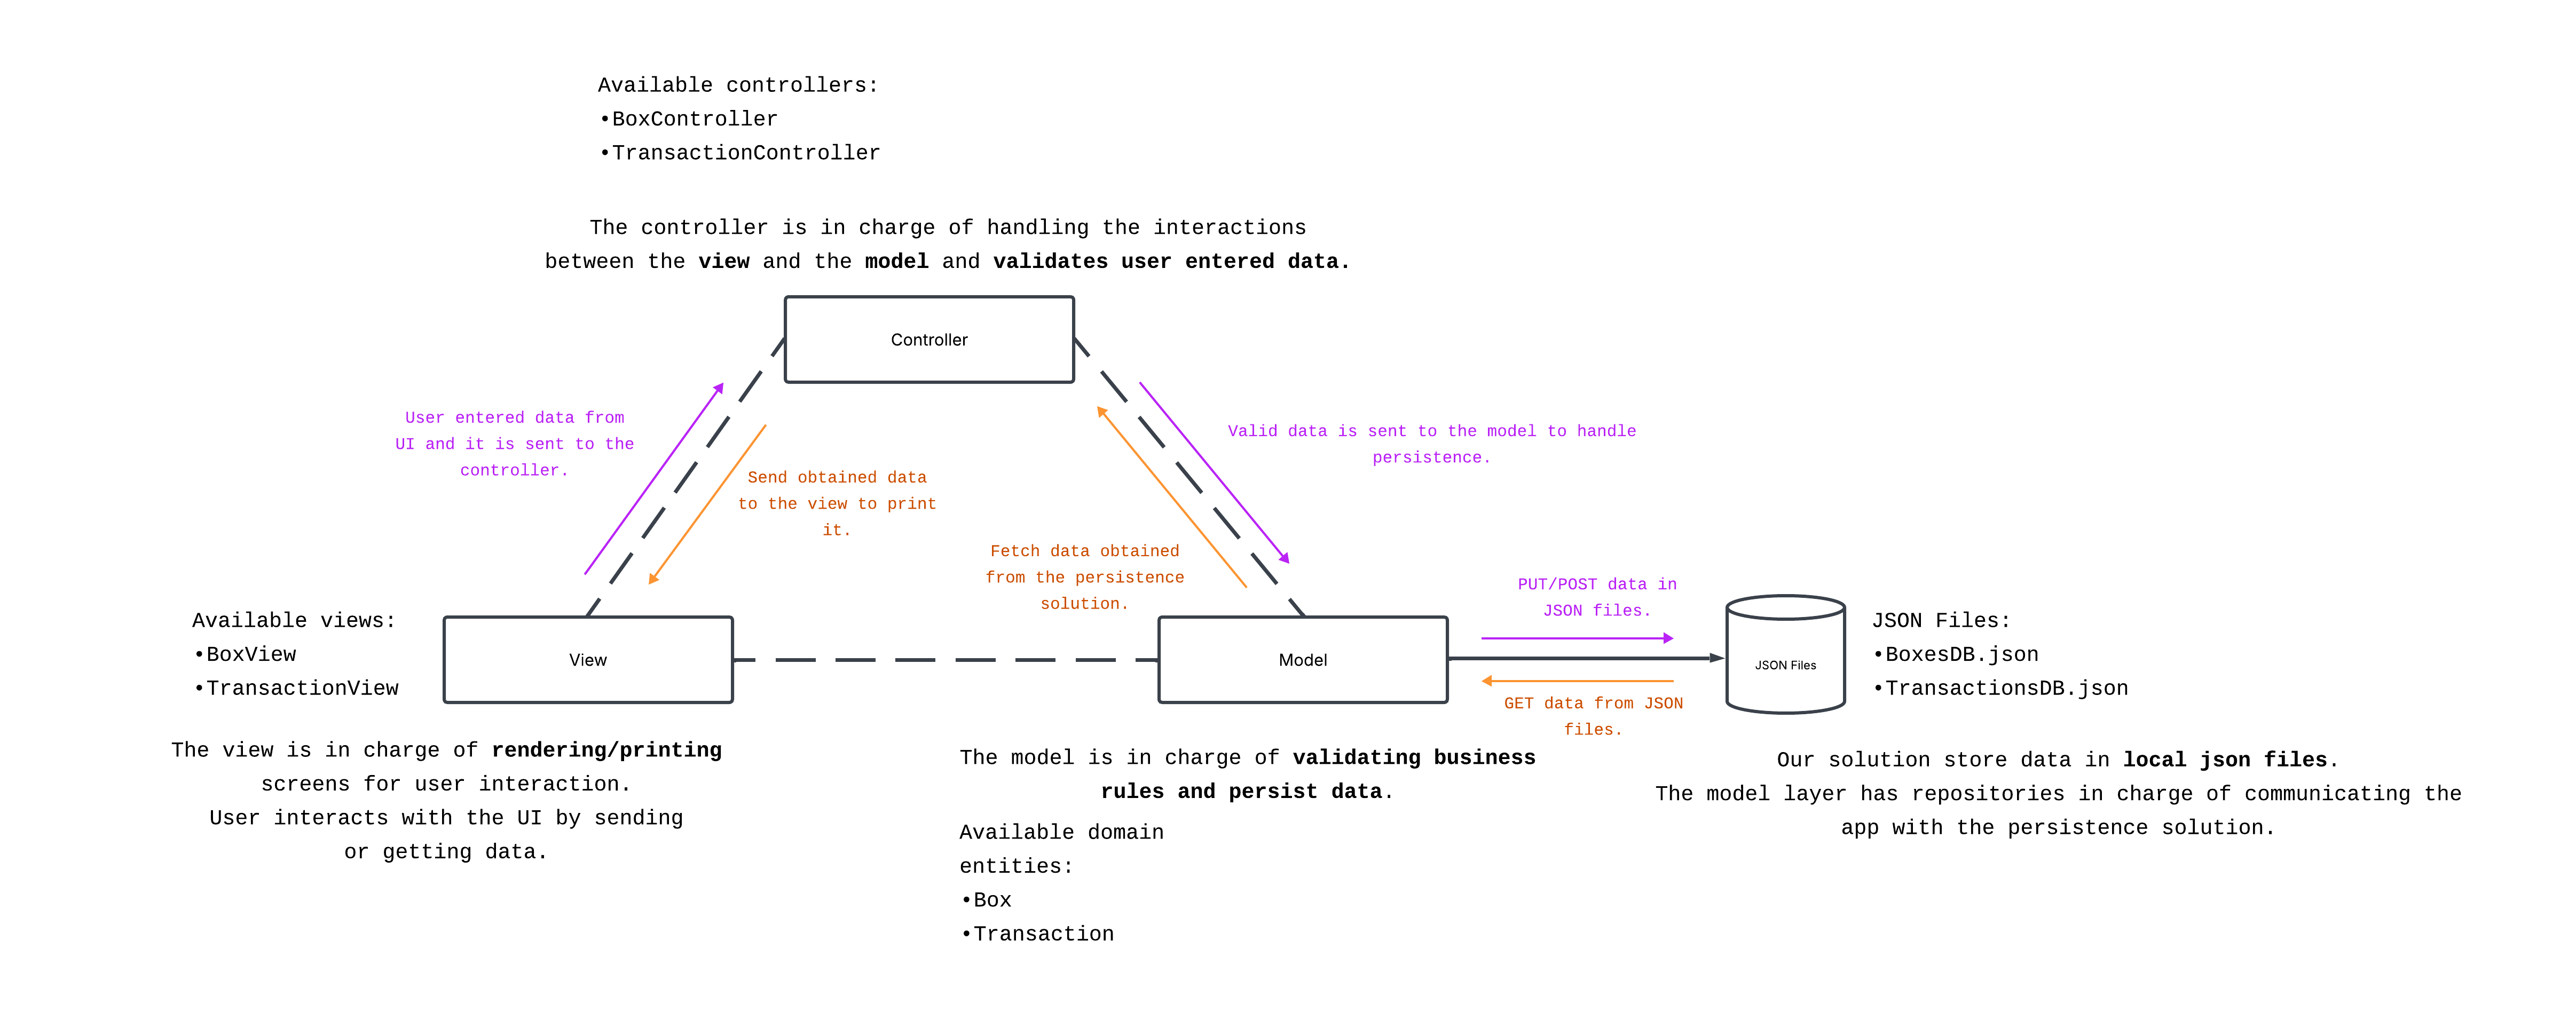 Available controllers:
•BoxController
•TransactionController
The controller is in charge of handling the interactions
between the view and the model and validates user entered data.
Controller
User entered data from
UI and it is sent to the
controller.
Send obtained data
to the view to print
it.
Valid data is sent to the model to handle
persistence.
Fetch data obtained
from the persistence
solution.
PUT/POST data in
JSON files.
Available views:
•BoxView
•TransactionView
View
Model
JSON Files
JSON Files:
•BoxesDB.json
•TransactionsDB.json
GET data from JSON
files.
The view is in charge of rendering/printing
screens for user interaction.
User interacts with the UI by sending
or getting data.
The model is in charge of validating business
rules and persist data.
Available domain
entities:
•Box
•Transaction
Our solution store data in local json files.
The model layer has repositories in charge of communicating the
app with the persistence solution.